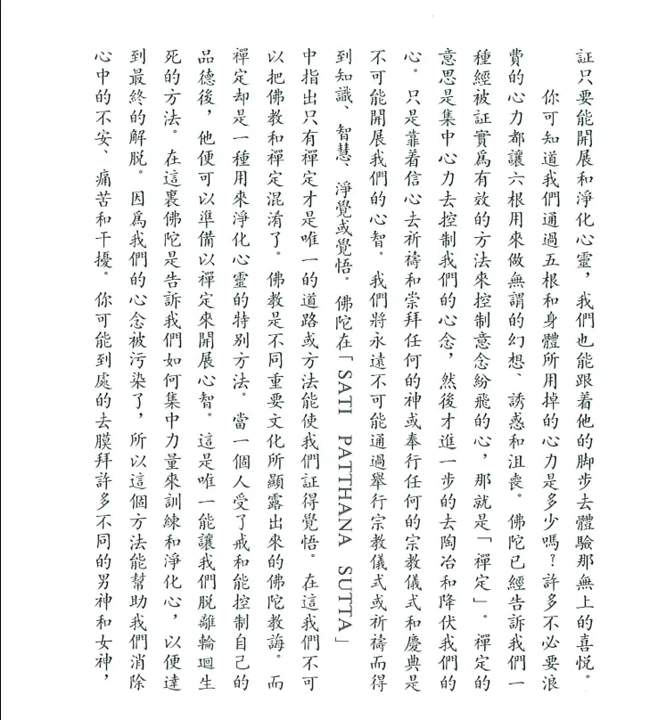 証只要能開展和淨化心靈，我們也能跟着他的脚步去體驗那無上的喜悅。
你可知道我們通過五根和身體所用掉的心力是多少嗎？許多不必要浪
費的心力都讓六根用來做無謂的幻想、誘惑和沮喪。佛陀已經告訴我們一
種經被証實爲有效的方法來控制意念紛飛的心，那就是「禪定」。禪定的
意思是集中心力去控制我們的心念，然後才進一步的去陶冶和降伏我們的
心。只是靠着信心去祈禱和崇拜任何的神或奉行任何的宗教儀式和慶典是
不可能開展我們的心智。我們將永遠不可能通過舉行宗教儀式或祈禱而得
到知識、智慧、淨覺或覺悟。佛陀在「SATI PATTHANA SUTTA」
中指出只有禪定才是唯一的道路或方法能使我們証得覺悟。在這我們不可
以把佛教和禪定混淆了。佛教是不同重要文化所顯露出來的佛陀教誨。而
禪定却是一種用來淨化心靈的特别方法。當一個人受了戒和能控制自己的
品德後，他便可以準備以禪定來開展心智。這是唯一能讓我們脱離輪迴生
死的方法。在這裏佛陀是告訴我們如何集中力量來訓練和淨化心，以便達
到最終的解脱。因爲我們的心念被污染了，所以這個方法能幫助我們消除
心中的不安、痛苦和干擾。你可能到處的去膜拜許多不同的男神和女神，